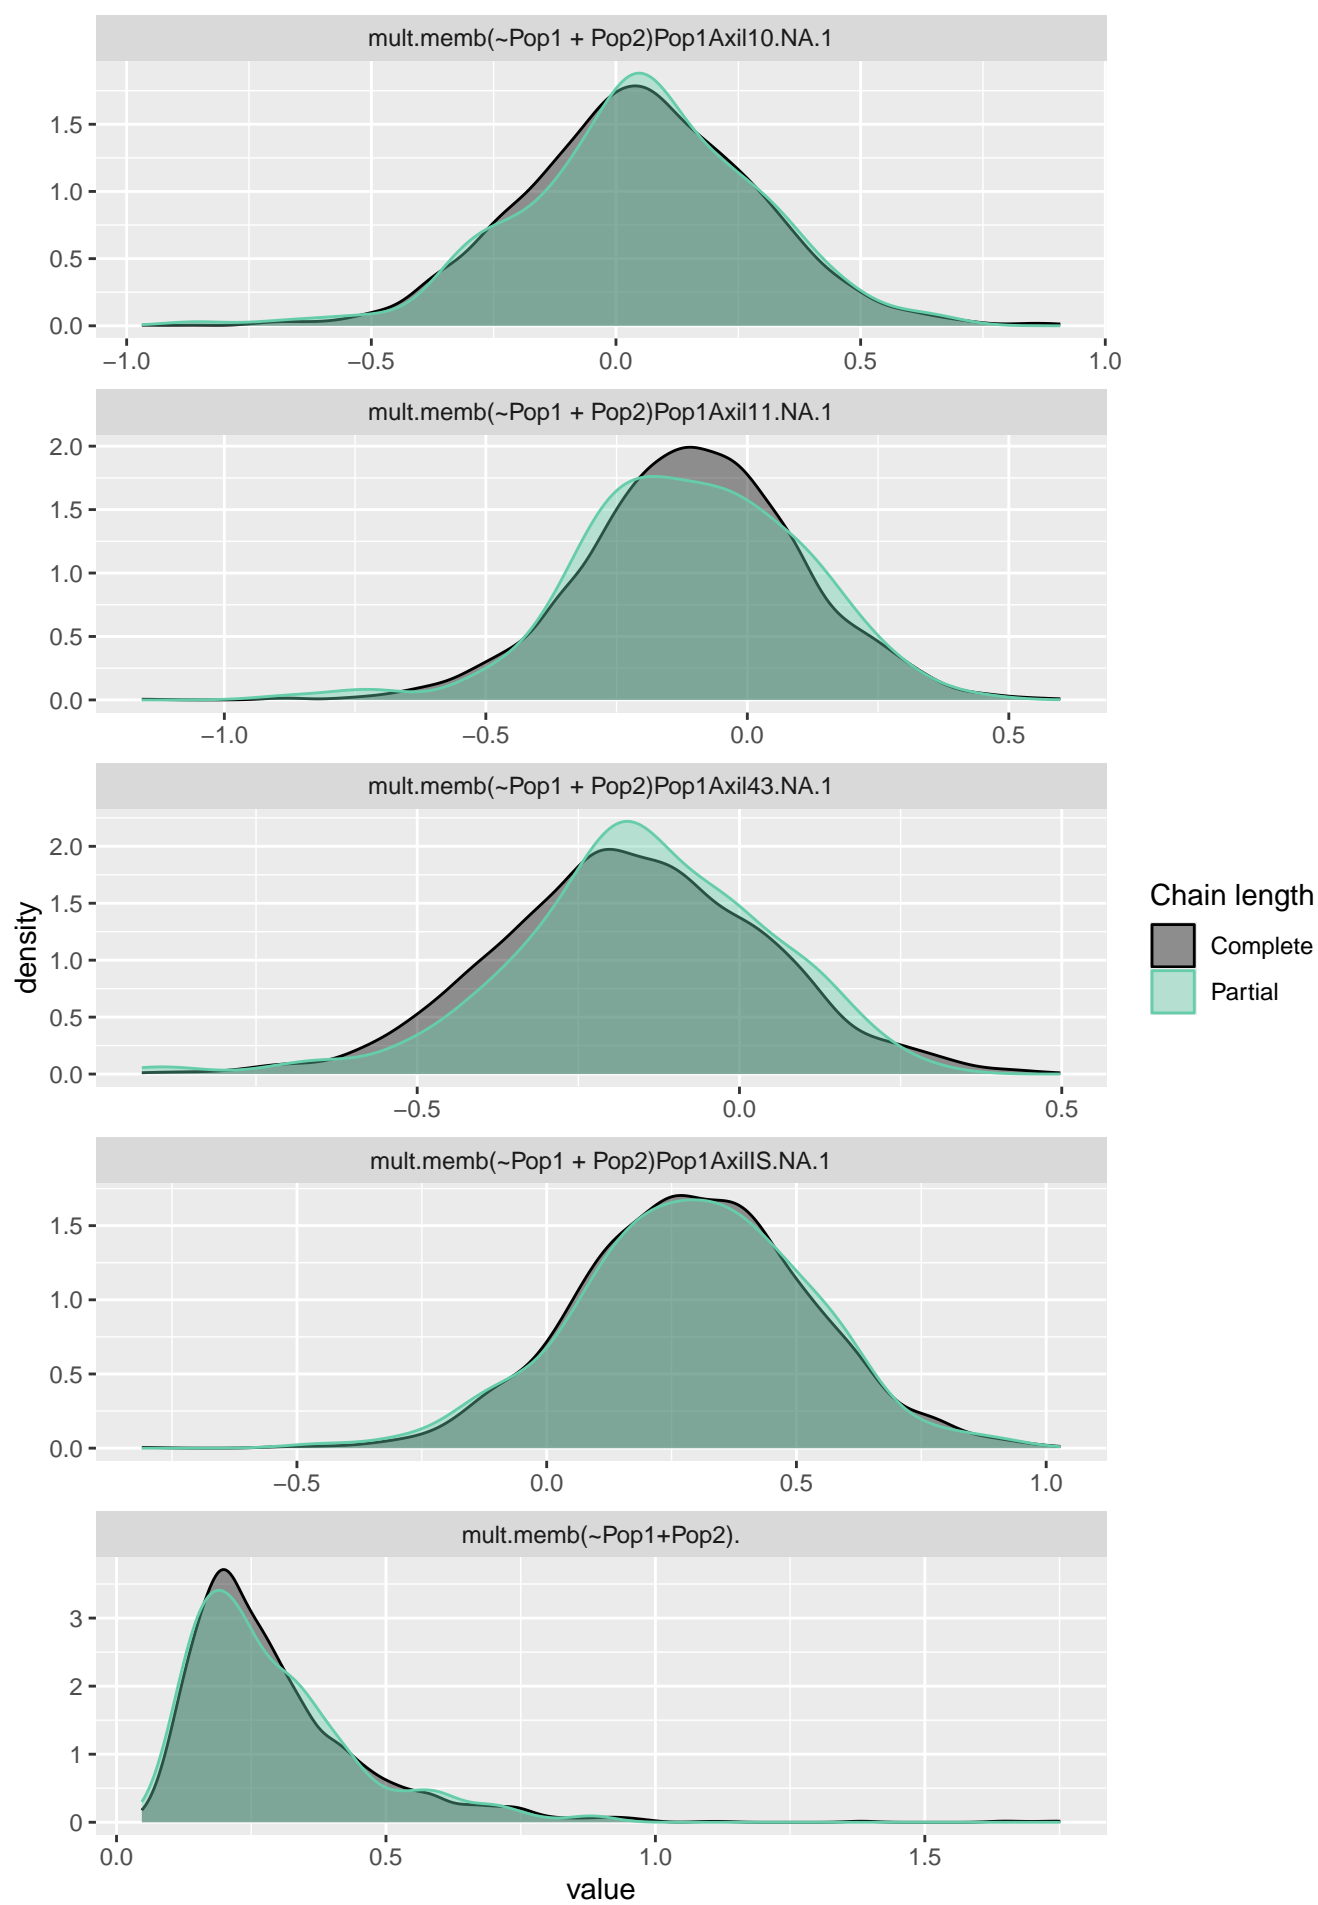 mult.memb(~Pop1 + Pop2)Pop1Axil10.NA.1
1.5
1.0
0.5
0.0
−1.0 −0.5 0.0 0.5 1.0
mult.memb(~Pop1 + Pop2)Pop1Axil11.NA.1
2.0
1.5
1.0
0.5
0.0
−1.0 −0.5 0.0 0.5
mult.memb(~Pop1 + Pop2)Pop1Axil43.NA.1
2.0
1.5
1.0
0.5
0.0
−0.5 0.0 0.5
density
mult.memb(~Pop1 + Pop2)Pop1AxilIS.NA.1
1.5
1.0
0.5
0.0
−0.5 0.0 0.5 1.0
mult.memb(~Pop1+Pop2).
3
2
1
0
0.0 0.5 1.0 1.5
value
Chain length
Complete
Partial